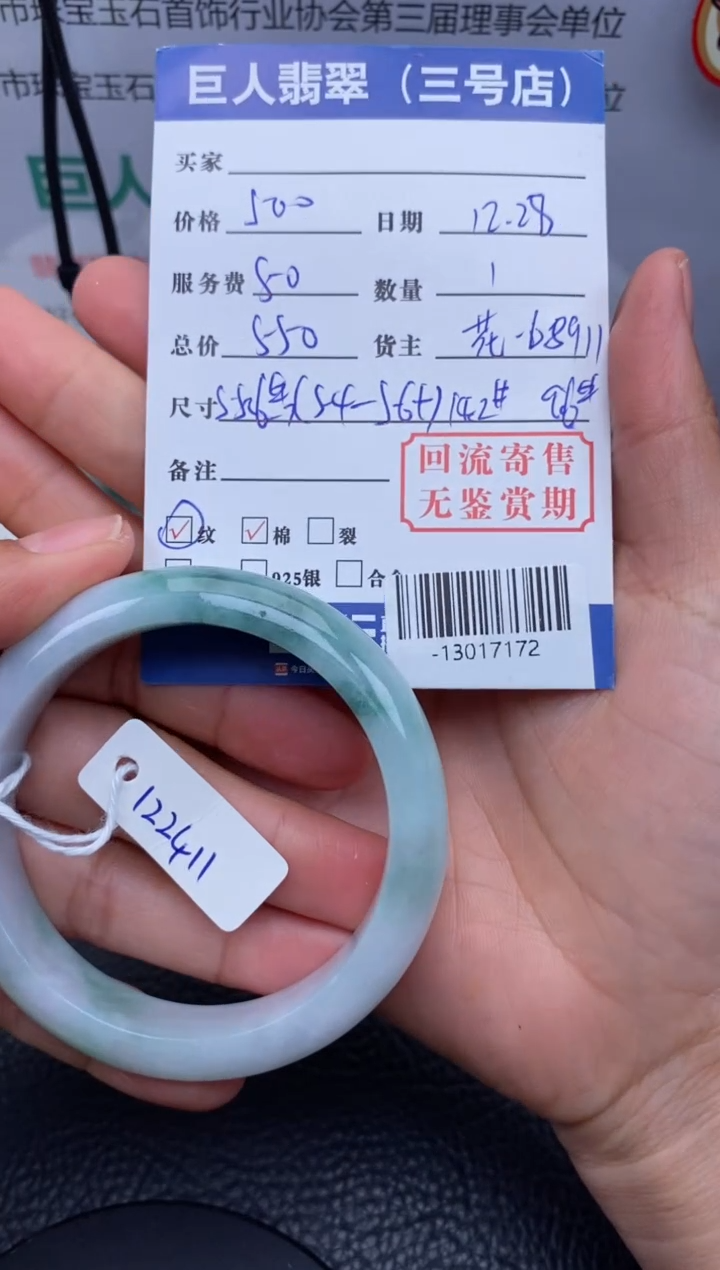 市珠宝玉石首饰行业协会第三届理事会单位
市珠宝玉石
位
巨人
巨人翡翠（三号店）
买家
价格 500 日期 12.28
服务费 50 数量 1
总价 550 货主 花-68911
尺寸
备注
回流寄售
无鉴赏期
☑纹 ☑棉 □裂
925银 □合
-13017172
122411